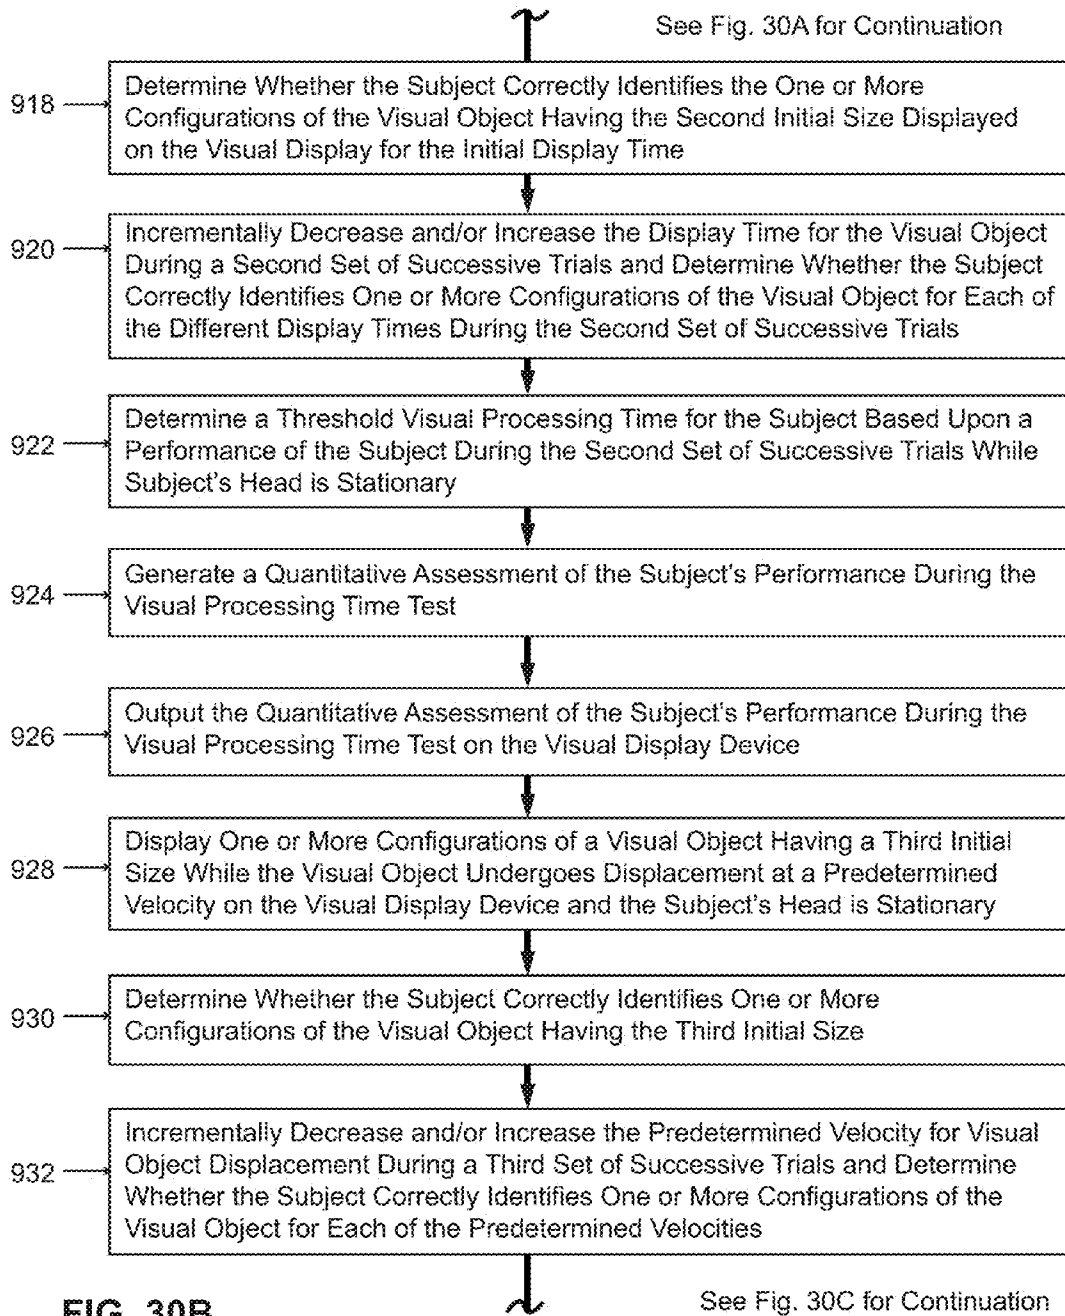 See Fig. 30A for Continuation
918
Determine Whether the Subject Correctly Identifies the One or More
Configurations of the Visual Object Having the Second Initial Size Displayed
on the Visual Display for the Initial Display Time
920
Incrementally Decrease and/or Increase the Display Time for the Visual Object
During a Second Set of Successive Trials and Determine Whether the Subject
Correctly Identifies One or More Configurations of the Visual Object for Each of
the Different Display Times During the Second Set of Successive Trials
922
Determine a Threshold Visual Processing Time for the Subject Based Upon a
Performance of the Subject During the Second Set of Successive Trials While
Subject's Head is Stationary
924
Generate a Quantitative Assessment of the Subject's Performance During the
Visual Processing Time Test
926
Output the Quantitative Assessment of the Subject's Performance During the
Visual Processing Time Test on the Visual Display Device
928
Display One or More Configurations of a Visual Object Having a Third Initial
Size While the Visual Object Undergoes Displacement at a Predetermined
Velocity on the Visual Display Device and the Subject's Head is Stationary
930
Determine Whether the Subject Correctly Identifies One or More
Configurations of the Visual Object Having the Third Initial Size
932
Incrementally Decrease and/or Increase the Predetermined Velocity for Visual
Object Displacement During a Third Set of Successive Trials and Determine
Whether the Subject Correctly Identifies One or More Configurations of the
Visual Object for Each of the Predetermined Velocities
FIG. 30B
See Fig. 30C for Continuation